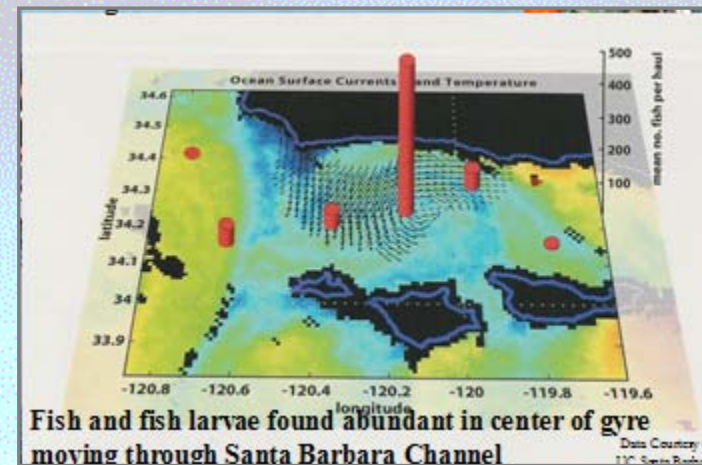 Ocean Surface Currents and Temperature
500
400
300
200
100
mean no. fish per haul
34.6
34.5
34.4
34.3
34.2
34.1
34
33.9
latitude
-120.8 -120.6 -120.4 -120.2 -120 -119.8 -119.6
longitude
Fish and fish larvae found abundant in center of gyre
moving through Santa Barbara Channel
Data Courtesy
UC Santa